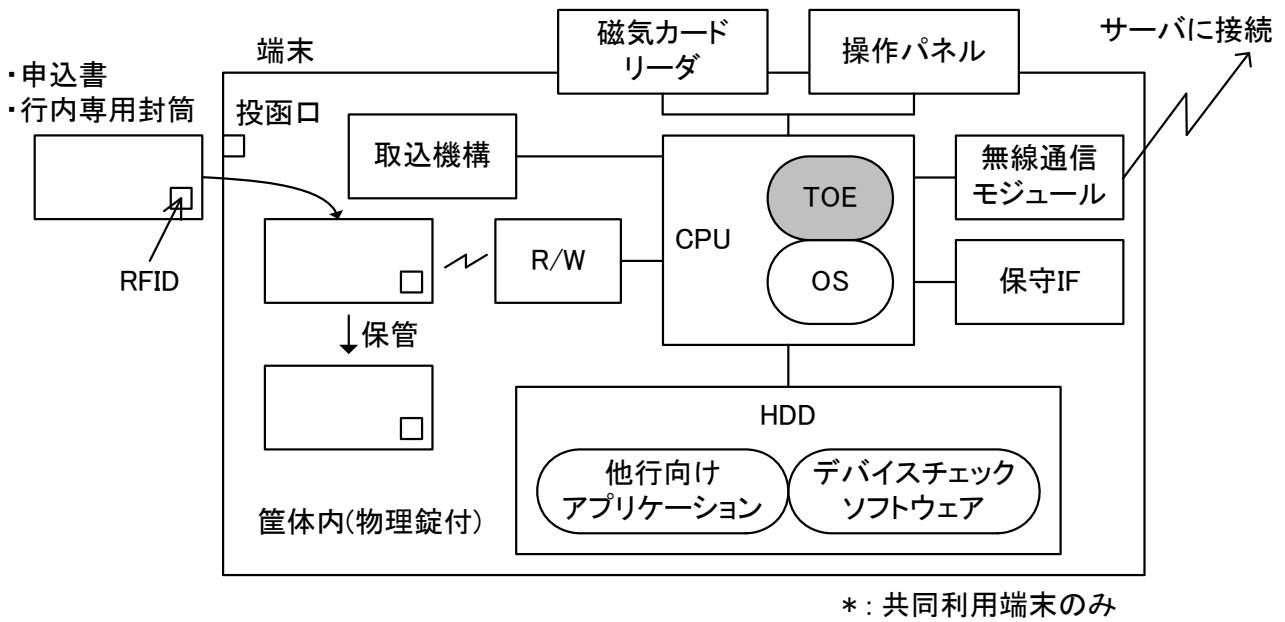 ・申込書
・行内専用封筒
RFID
端末
投函口
取込機構
磁気カード
リーダ
操作パネル
サーバに接続
無線通信
モジュール
TOE
CPU
OS
R/W
保守IF
保管
HDD
他行向け
アプリケーション
デバイスチェック
ソフトウェア
筐体内(物理錠付)
*：共同利用端末のみ